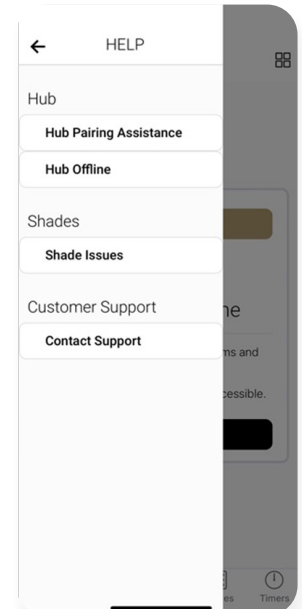 HELP
Hub
Hub Pairing Assistance
Hub Offline
Shades
Shade Issues
Customer Support
Contact Support
Timers